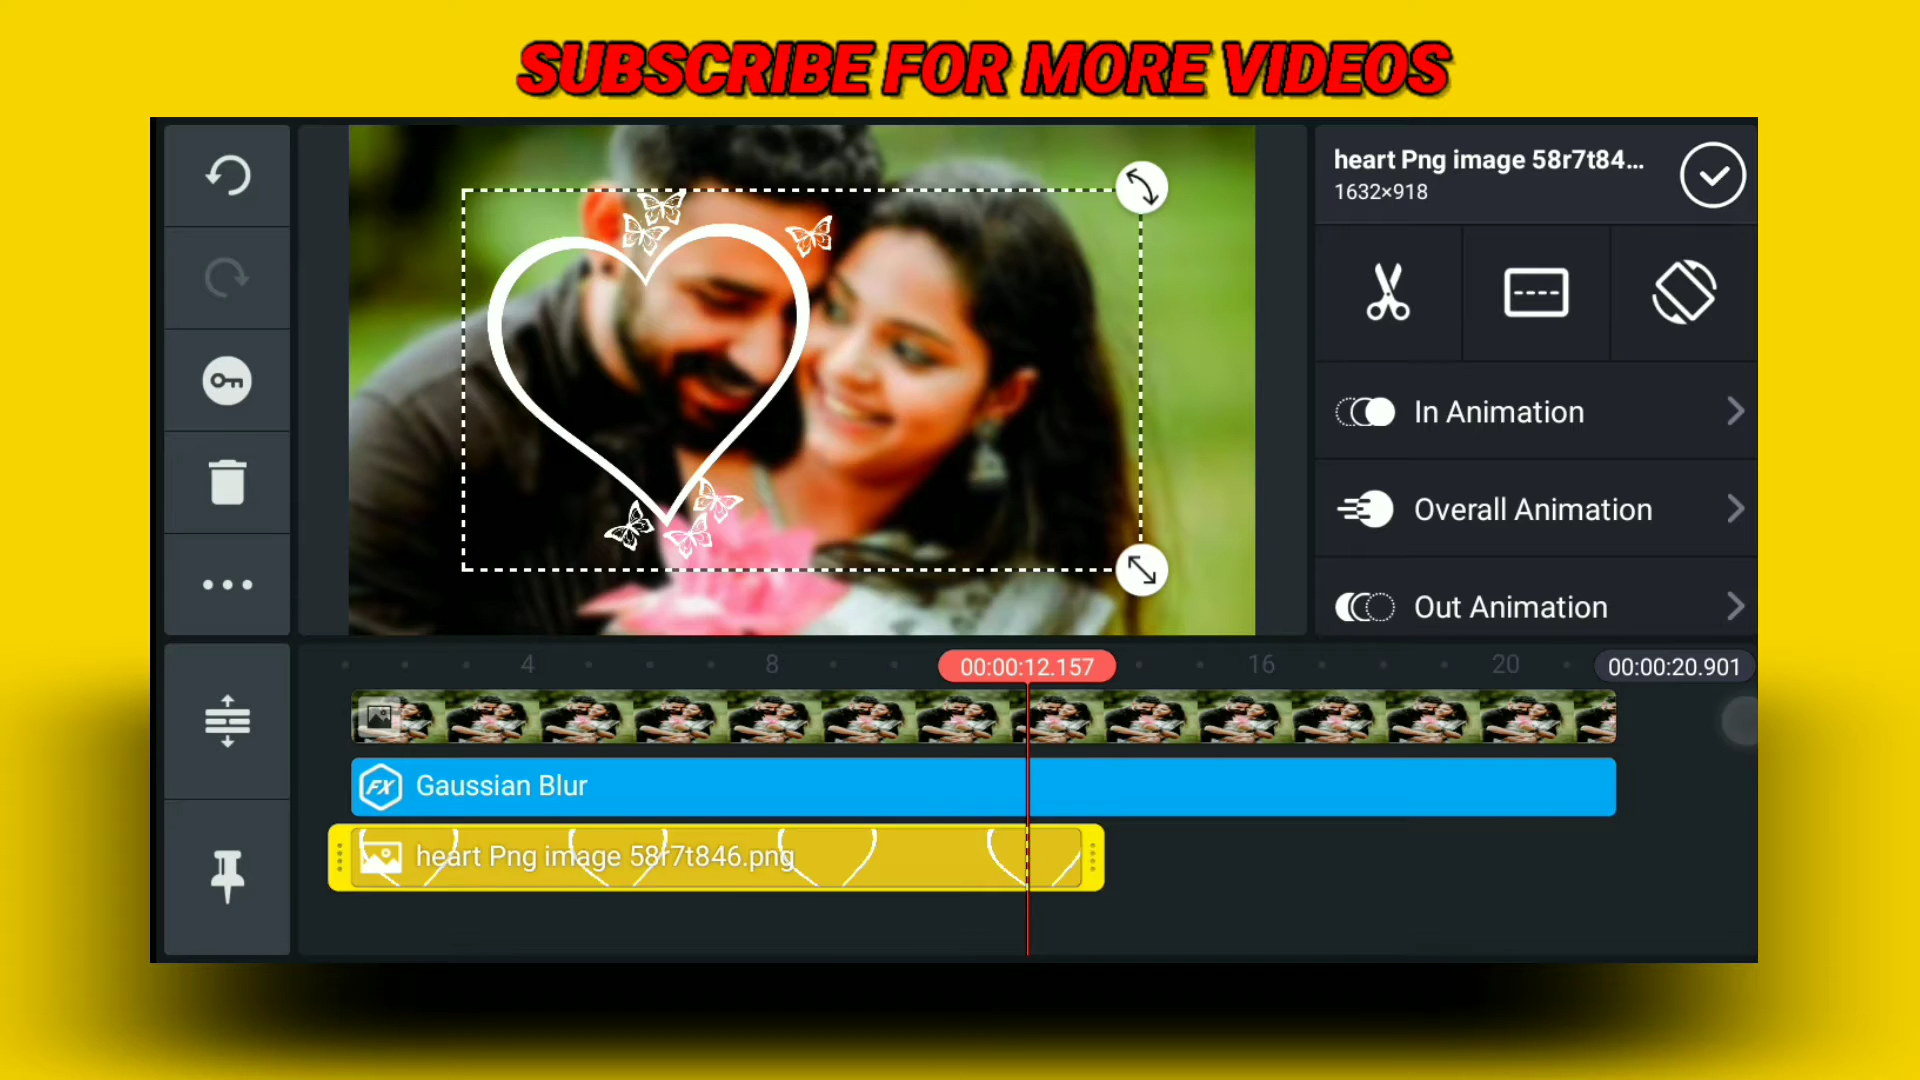 SUBSCRIBE FOR MORE VIDEOS
heart Png image 58r7t84...
1632×918
In Animation
Overall Animation
Out Animation
4
8
00:00:12.157
16
20
00:00:20.901
FX
Gaussian Blur
heart Png image 58r7t846.png